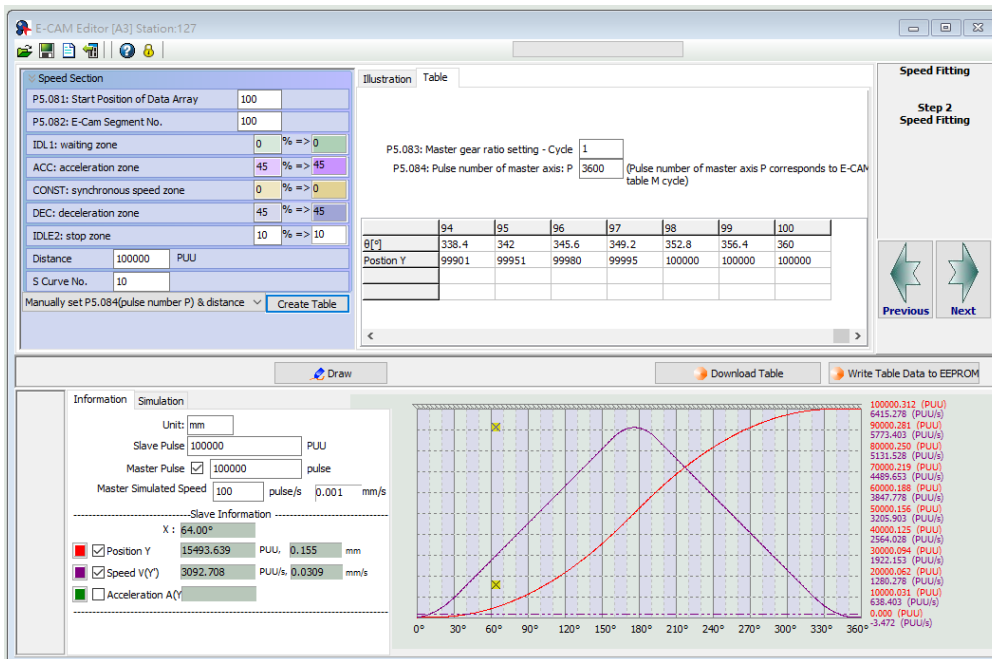 E-CAM Editor [A3] Station:127
Speed Section
P5.081: Start Position of Data Array 100
P5.082: E-Cam Segment No. 100
IDL1: waiting zone 0 % => 0
ACC: acceleration zone 45 % => 45
CONST: synchronous speed zone 0 % => 0
DEC: deceleration zone 45 % => 45
IDLE2: stop zone 10 % => 10
Distance 100000 PUU
S Curve No. 10
Manually set P5.084(pulse number P) & distance Create Table
Illustration Table
P5.083: Master gear ratio setting - Cycle 1
P5.084: Pulse number of master axis: P 3600 (Pulse number of master axis P corresponds to E-CAM
table M cycle)
94 95 96 97 98 99 100
θ[°] 338.4 342 345.6 349.2 352.8 356.4 360
Postion Y 99901 99951 99980 99995 100000 100000 100000
Speed Fitting
Step 2
Speed Fitting
Previous Next
Draw Download Table Write Table Data to EEPROM
Information Simulation
Unit: mm
Slave Pulse 100000 PUU
Master Pulse 100000 pulse
Master Simulated Speed 100 pulse/s 0.001 mm/s
Slave Information
X : 64.00°
Position Y 15493.639 PUU, 0.155 mm
Speed V(Y') 3092.708 PUU/s, 0.0309 mm/s
Acceleration A(Y
100000.312 (PUU)
6415.278 (PUU/s)
90000.281 (PUU)
5773.403 (PUU/s)
80000.250 (PUU)
5131.528 (PUU/s)
70000.219 (PUU)
4489.653 (PUU/s)
60000.188 (PUU)
3847.778 (PUU/s)
50000.156 (PUU)
3205.903 (PUU/s)
40000.125 (PUU)
2564.028 (PUU/s)
30000.094 (PUU)
1922.153 (PUU/s)
20000.062 (PUU)
1280.278 (PUU/s)
10000.031 (PUU)
638.403 (PUU/s)
0.000 (PUU)
-3.472 (PUU/s)
0° 30° 60° 90° 120° 150° 180° 210° 240° 270° 300° 330° 360°